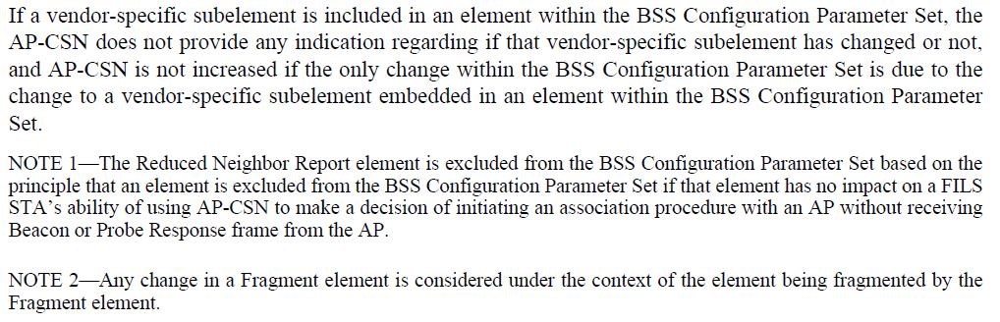 If a vendor-specific subelement is included in an element within the BSS Configuration Parameter Set, the
AP-CSN does not provide any indication regarding if that vendor-specific subelement has changed or not,
and AP-CSN is not increased if the only change within the BSS Configuration Parameter Set is due to the
change to a vendor-specific subelement embedded in an element within the BSS Configuration Parameter
Set.
NOTE 1—The Reduced Neighbor Report element is excluded from the BSS Configuration Parameter Set based on the
principle that an element is excluded from the BSS Configuration Parameter Set if that element has no impact on a FILS
STA’s ability of using AP-CSN to make a decision of initiating an association procedure with an AP without receiving
Beacon or Probe Response frame from the AP.
NOTE 2—Any change in a Fragment element is considered under the context of the element being fragmented by the
Fragment element.